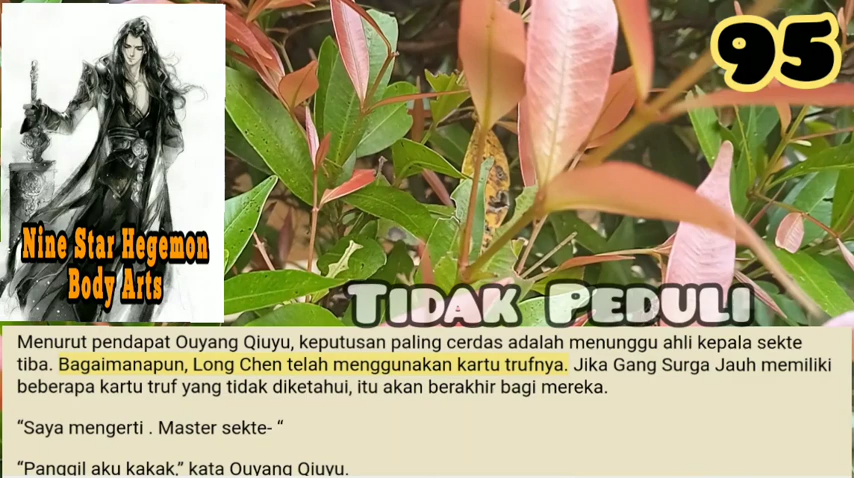 95
Nine Star Hegemon
Body Arts
TIDAK PEDULI
Menurut pendapat Ouyang Qiuyu, keputusan paling cerdas adalah menunggu ahli kepala sekte
tiba. Bagaimanapun, Long Chen telah menggunakan kartu trufnya. Jika Gang Surga Jauh memiliki
beberapa kartu truf yang tidak diketahui, itu akan berakhir bagi mereka.
“Saya mengerti . Master sekte- “
“Panggil aku kakak,” kata Ouyang Qiuyu.